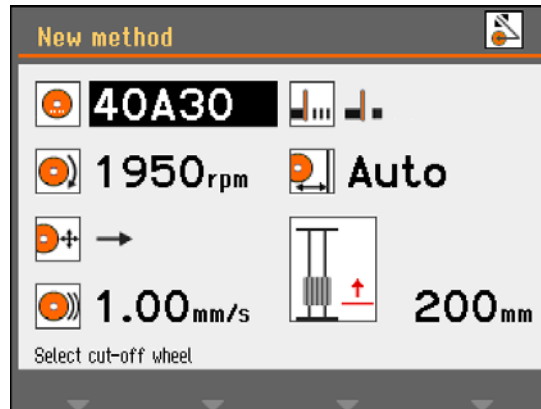 New method
40A30
1950rpm
Auto
→
1.00mm/s
200mm
Select cut-off wheel